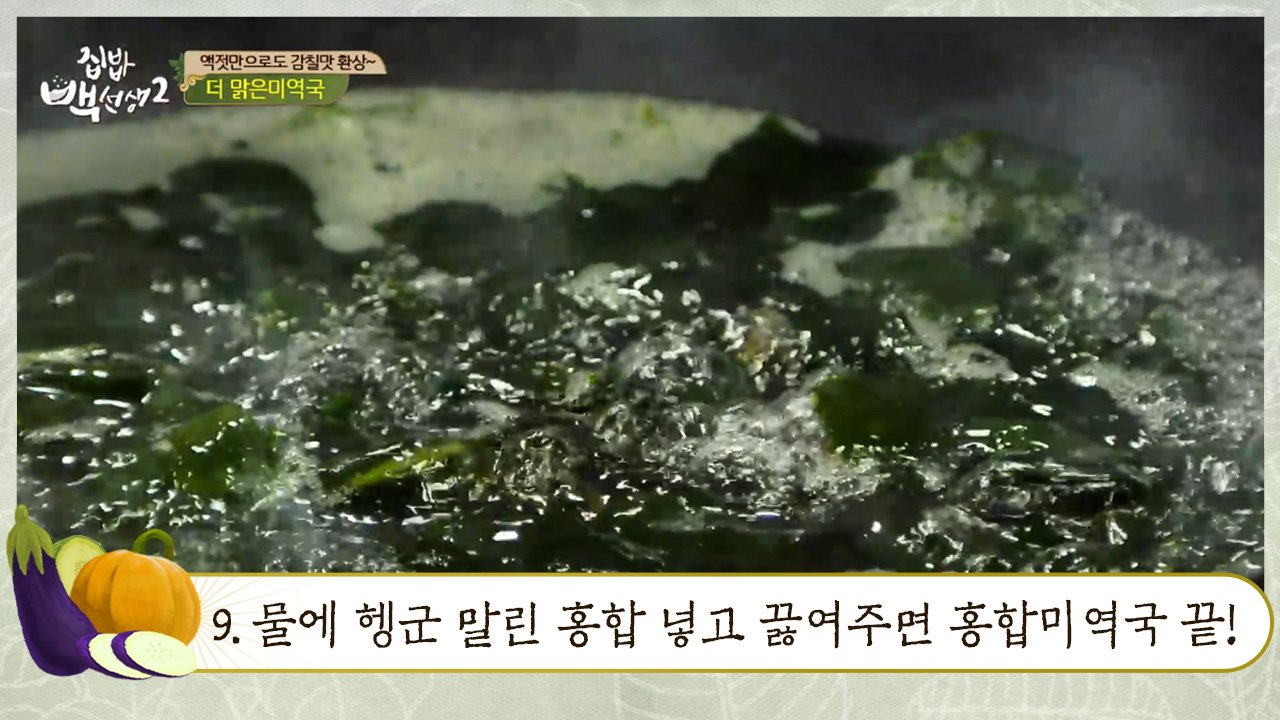 집밥
백선생2
액젓만으로도 감칠맛 환상~
더 맑은미역국
9. 물에 헹군 말린 홍합 넣고 끓여주면 홍합미역국 끝!